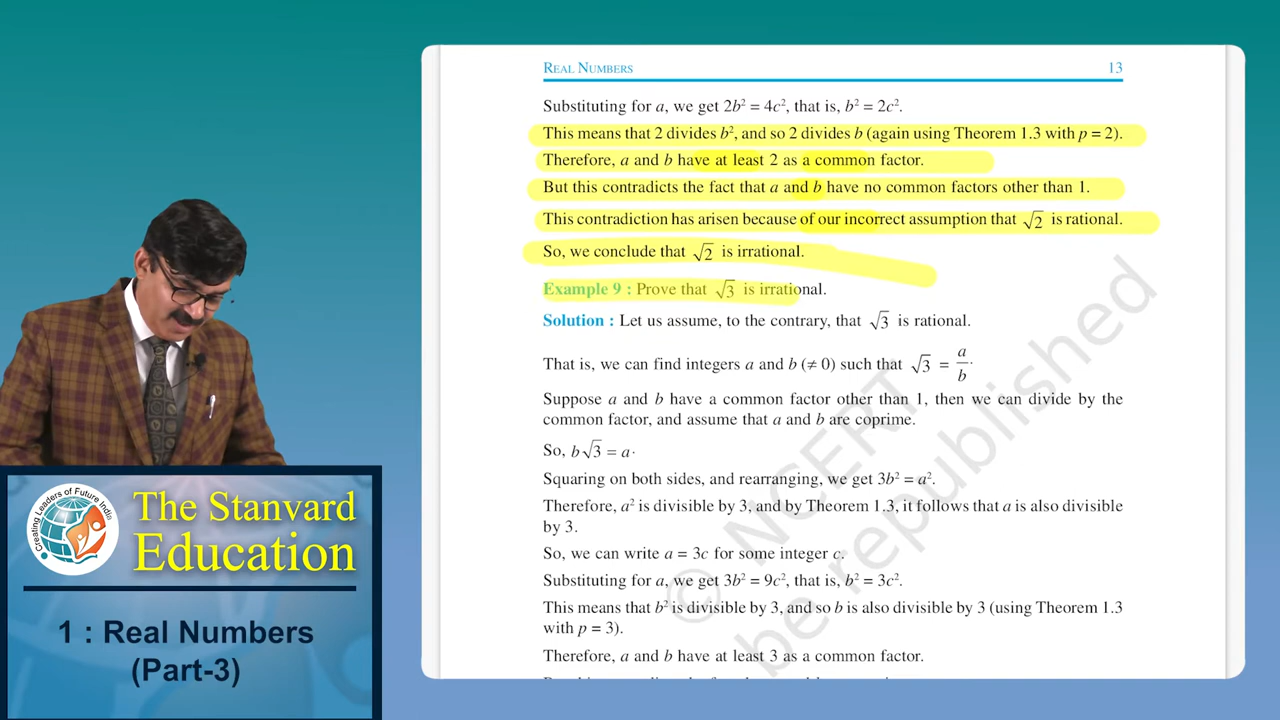 REAL NUMBERS 13
Substituting for a, we get 2b² = 4c², that is, b² = 2c².
This means that 2 divides b², and so 2 divides b (again using Theorem 1.3 with p = 2).
Therefore, a and b have at least 2 as a common factor.
But this contradicts the fact that a and b have no common factors other than 1.
This contradiction has arisen because of our incorrect assumption that √2 is rational.
So, we conclude that √2 is irrational.
Example 9 : Prove that √3 is irrational.
Solution : Let us assume, to the contrary, that √3 is rational.
That is, we can find integers a and b (≠ 0) such that √3 = a/b.
Suppose a and b have a common factor other than 1, then we can divide by the
common factor, and assume that a and b are coprime.
So, b√3 = a.
Squaring on both sides, and rearranging, we get 3b² = a².
Therefore, a² is divisible by 3, and by Theorem 1.3, it follows that a is also divisible
by 3.
So, we can write a = 3c for some integer c.
Substituting for a, we get 3b² = 9c², that is, b² = 3c².
This means that b² is divisible by 3, and so b is also divisible by 3 (using Theorem 1.3
with p = 3).
Therefore, a and b have at least 3 as a common factor.
© NCERT
be republished
Creating Leaders of Future India
The Stanvard
Education
1 : Real Numbers
(Part-3)